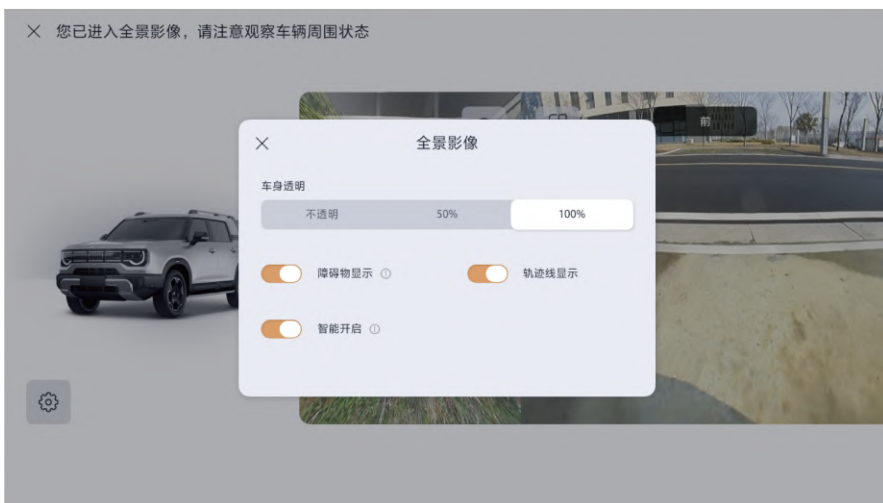 您已进入全景影像，请注意观察车辆周围状态
前
全景影像
车身透明
不透明 50% 100%
障碍物显示 轨迹线显示
智能开启